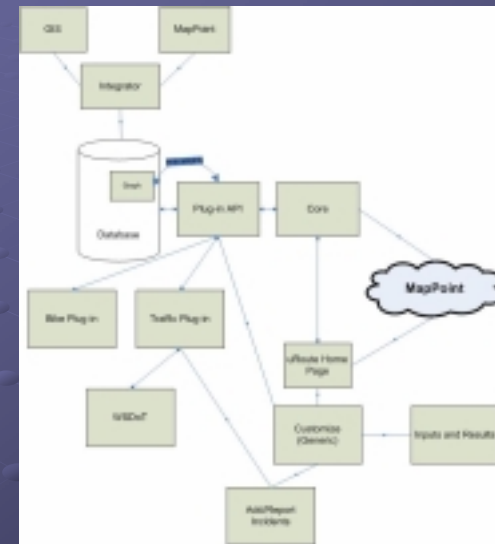 GIS
MapPoint
Integrator
Graph
Database
Plug-in API
Core
MapPoint
Bike Plug-in
Traffic Plug-in
uRoute Home
Page
WSDoT
Customize
(Generic)
Inputs and Results
Add/Report
Incidents